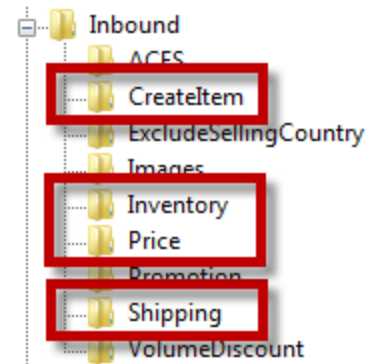 Inbound
ACES
CreateItem
ExcludeSellingCountry
Images
Inventory
Price
Promotion
Shipping
VolumeDiscount